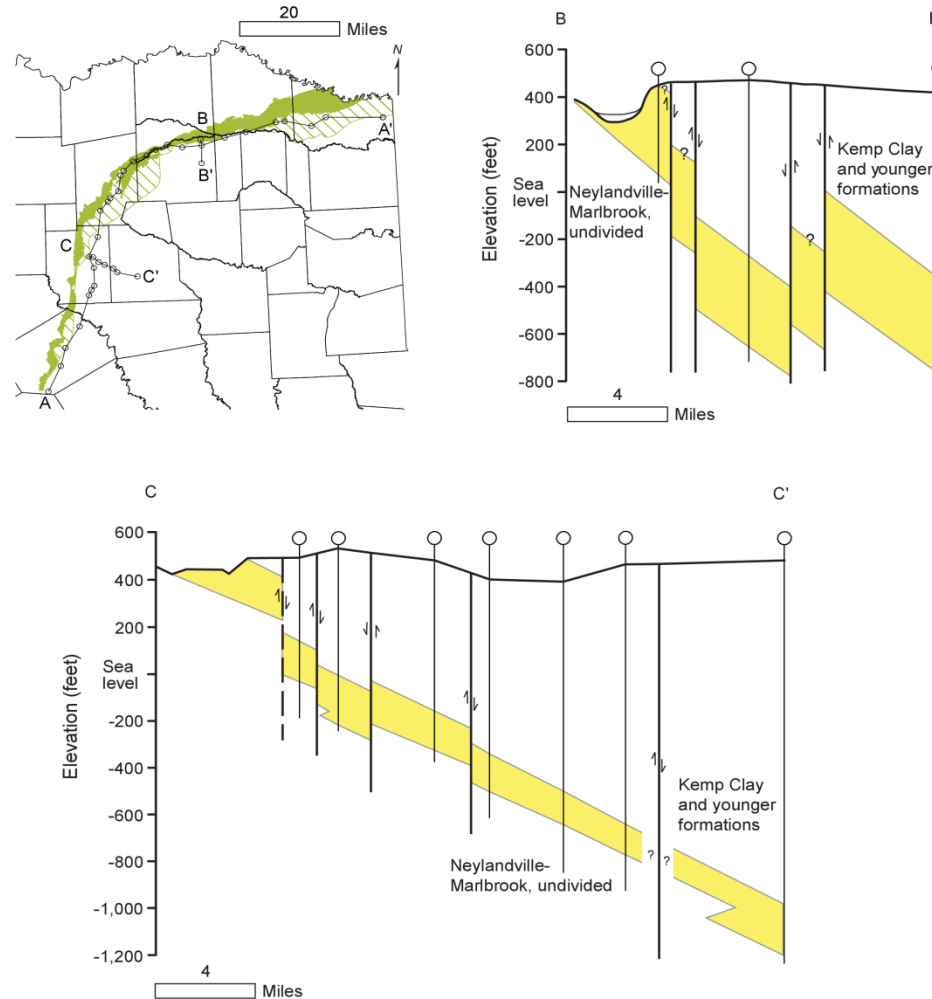 20
Miles
N
B
A'
B'
C
C'
A
B
600
400
200
Sea
level
-200
-400
-600
-800
Elevation (feet)
?
?
?
Neylandville-
Marlbrook,
undivided
Kemp Clay
and younger
formations
4
Miles
C
C'
600
400
200
Sea
level
-200
-400
-600
-800
-1,000
-1,200
Elevation (feet)
Neylandville-
Marlbrook, undivided
? ?
Kemp Clay
and younger
formations
4
Miles